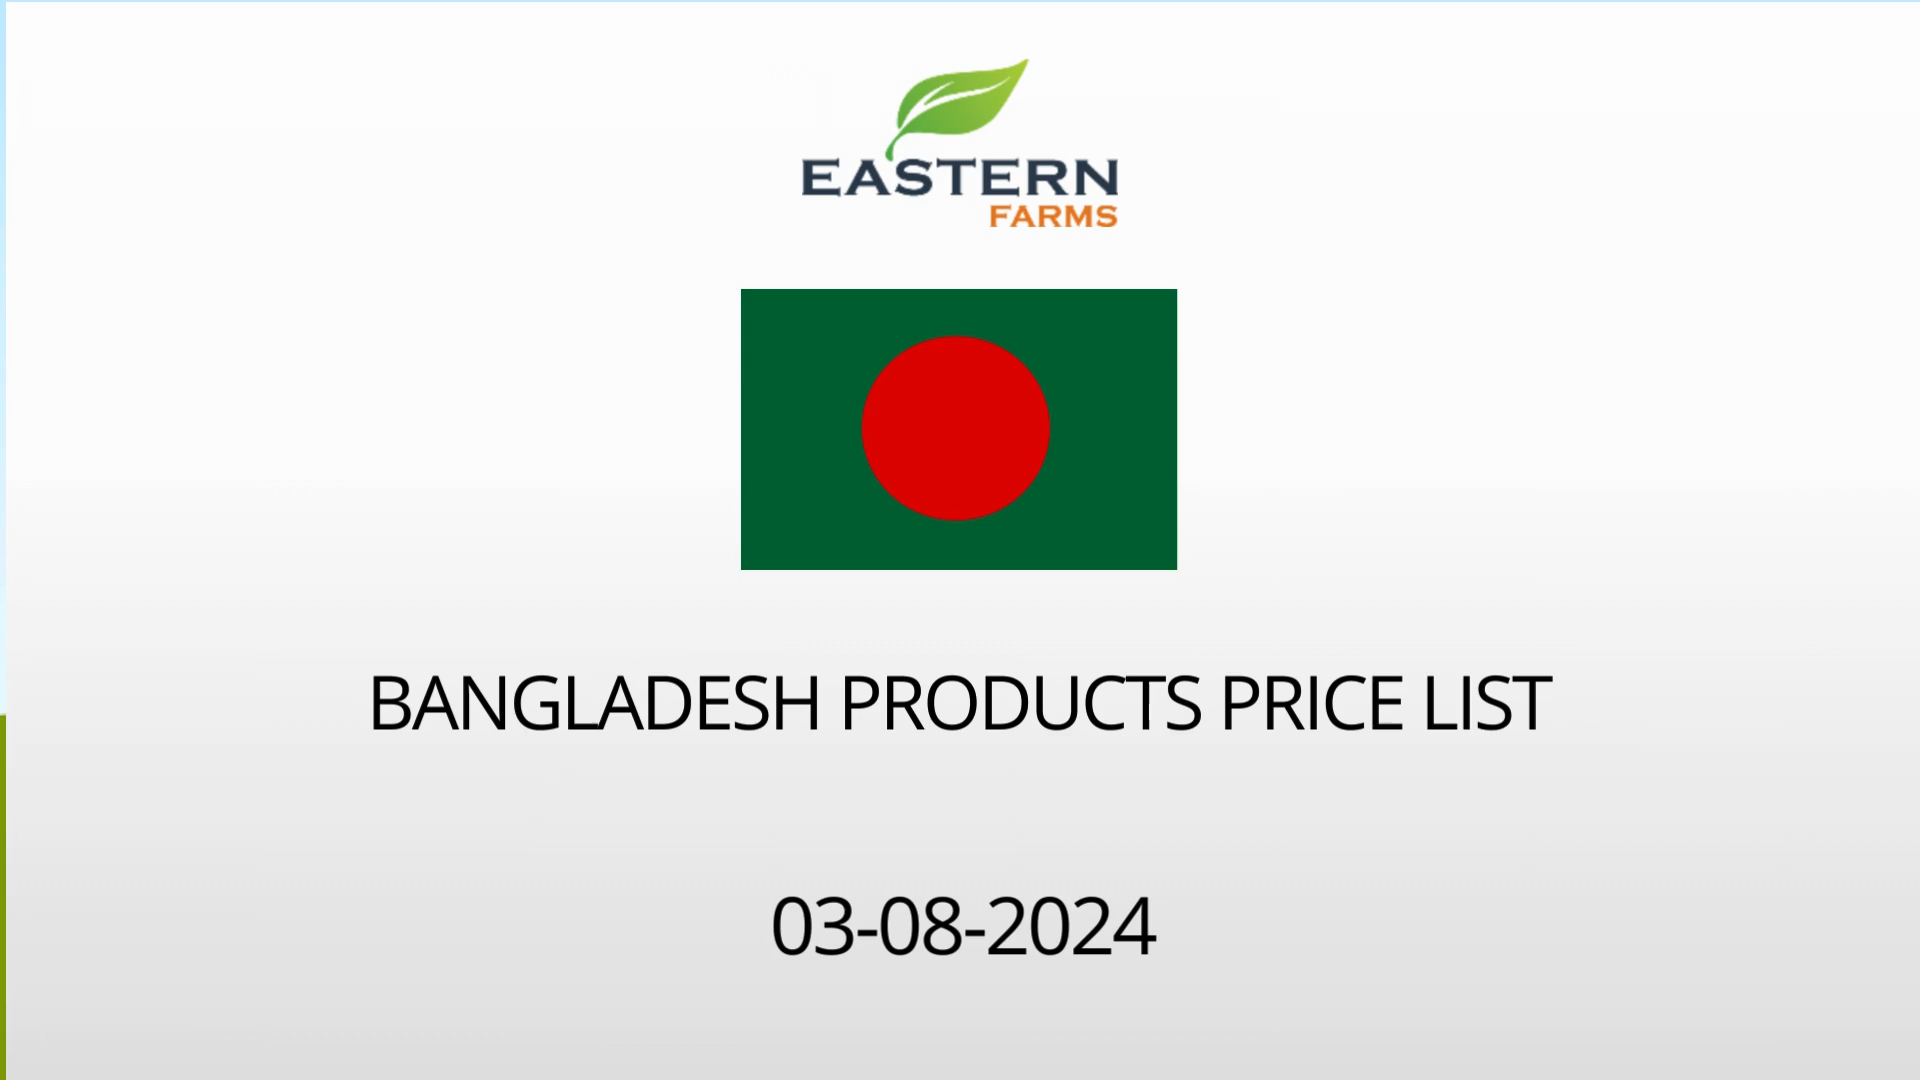 EASTERN
FARMS
BANGLADESH PRODUCTS PRICE LIST
03-08-2024